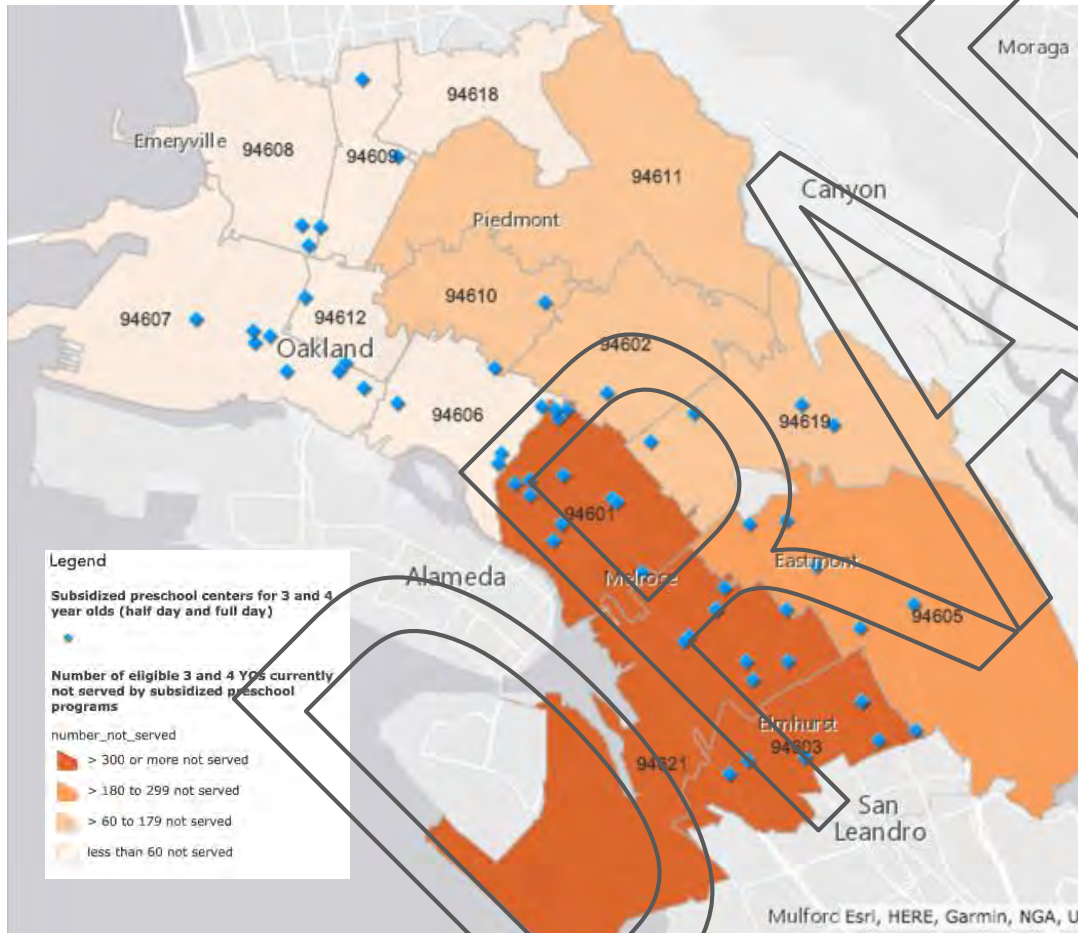 Moraga
94618
Emeryville
94608
94609
94611
Canyon
Piedmont
94610
94607
94612
Oakland
94602
94606
94619
94601
Legend
Subsidized preschool centers for 3 and 4
year olds (half day and full day)
Alameda
Melrose
Eastmont
94605
Number of eligible 3 and 4 YOs currently
not served by subsidized preschool
programs
number_not_served
> 300 or more not served
> 180 to 299 not served
> 60 to 179 not served
less than 60 not served
Elmhurst
94603
94621
San
Leandro
Mulford Esri, HERE, Garmin, NGA, U
DRA